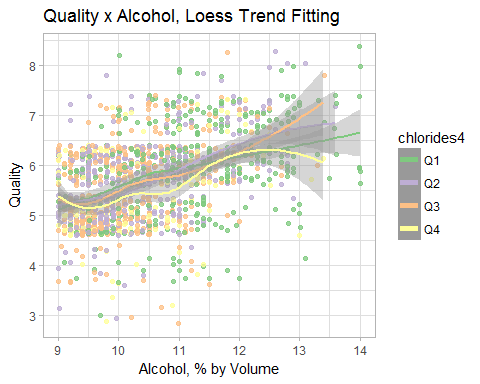 Quality x Alcohol, Loess Trend Fitting
8
7
6
5
4
3
Quality
9
10
11
12
13
14
Alcohol, % by Volume
chlorides4
Q1
Q2
Q3
Q4